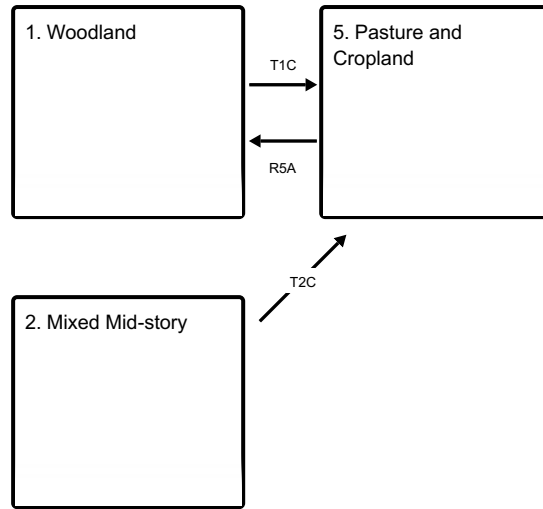 1. Woodland
5. Pasture and
Cropland
T1C
R5A
T2C
2. Mixed Mid-story